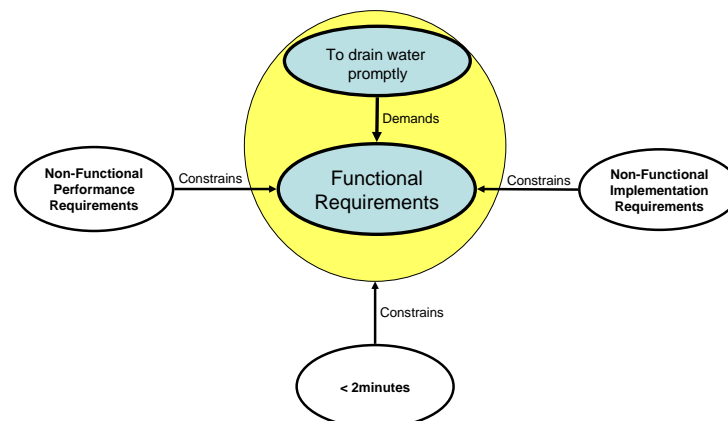 To drain water
promptly
Demands
Non-Functional
Performance
Requirements
Constrains
Functional
Requirements
Constrains
Non-Functional
Implementation
Requirements
Constrains
< 2minutes